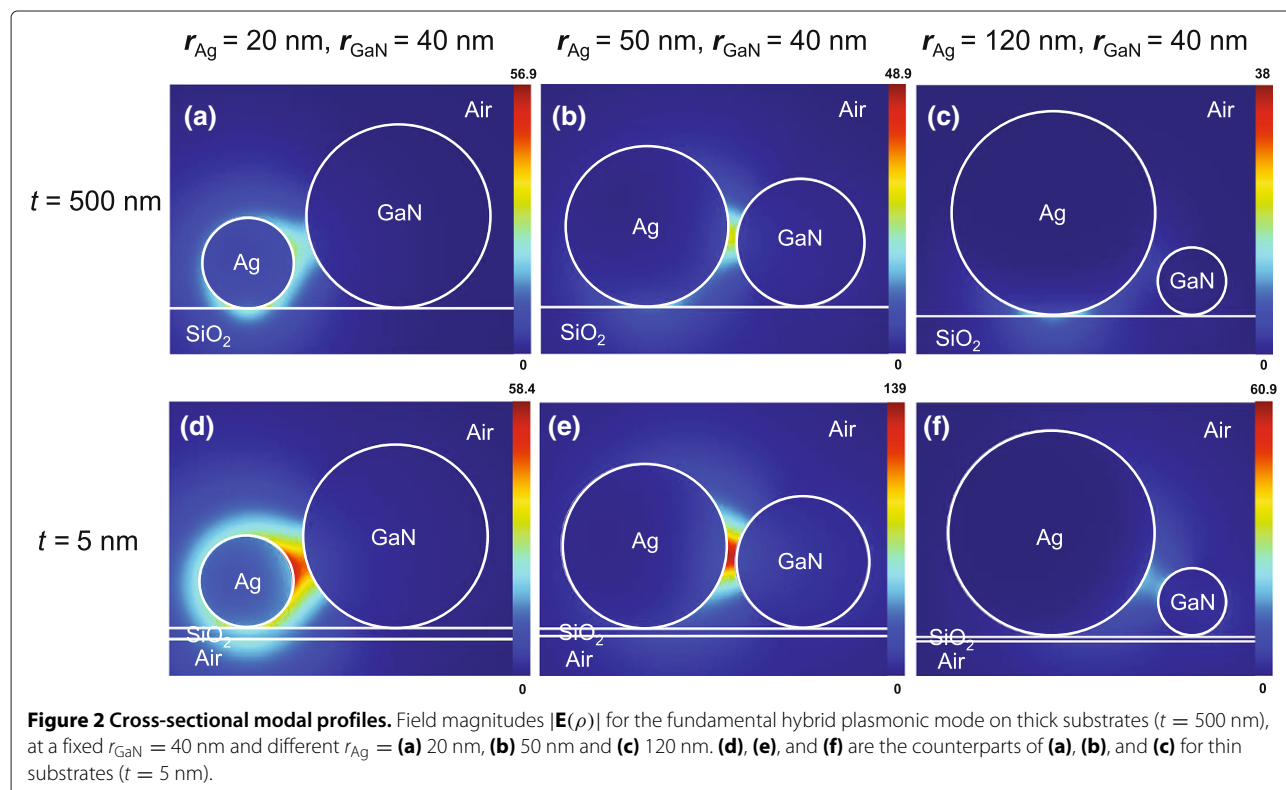 r_Ag = 20 nm, r_GaN = 40 nm
r_Ag = 50 nm, r_GaN = 40 nm
r_Ag = 120 nm, r_GaN = 40 nm
t = 500 nm
56.9
(a)
Air
GaN
Ag
SiO₂
0
48.9
(b)
Air
Ag
GaN
SiO₂
0
38
(c)
Air
Ag
GaN
SiO₂
0
t = 5 nm
58.4
(d)
Air
GaN
Ag
SiO₂
Air
0
139
(e)
Air
Ag
GaN
SiO₂
Air
0
60.9
(f)
Air
Ag
GaN
SiO₂
Air
0
Figure 2 Cross-sectional modal profiles. Field magnitudes |E(ρ)| for the fundamental hybrid plasmonic mode on thick substrates (t = 500 nm),
at a fixed r_GaN = 40 nm and different r_Ag = (a) 20 nm, (b) 50 nm and (c) 120 nm. (d), (e), and (f) are the counterparts of (a), (b), and (c) for thin
substrates (t = 5 nm).